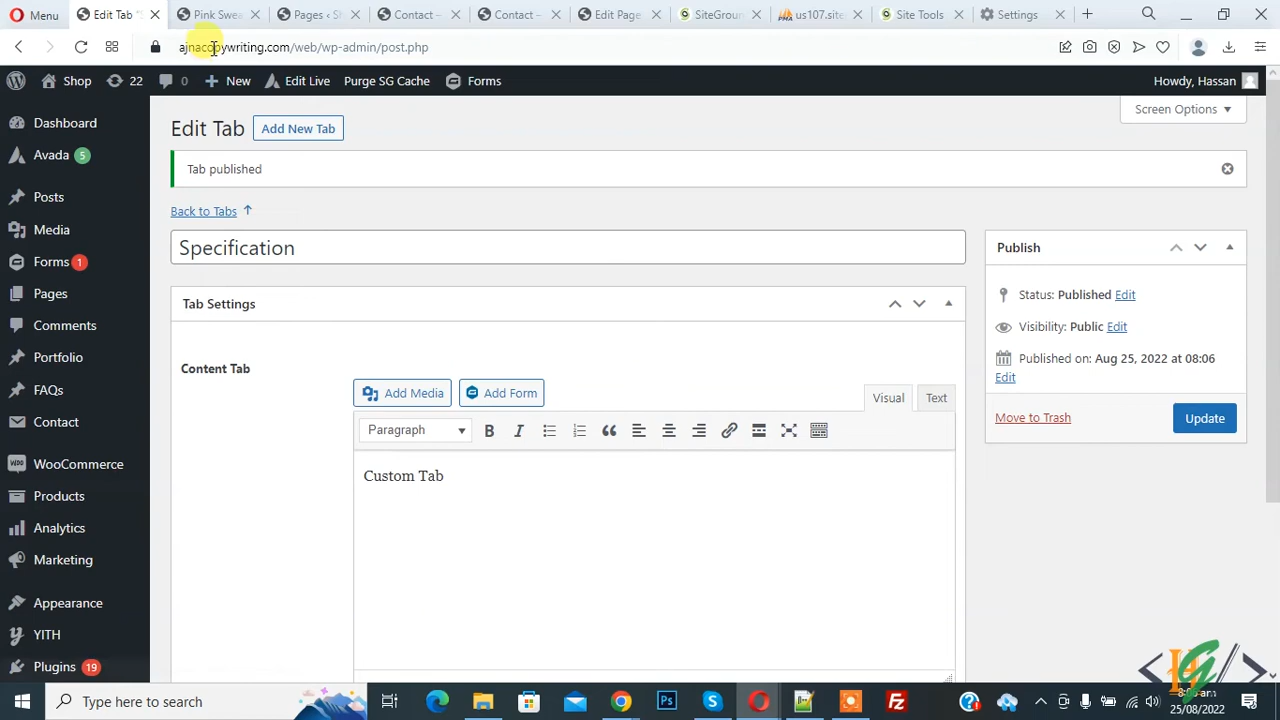 Menu
Edit Tab "S
Pink Swea
Pages ‹ S
Contact –
Contact –
Edit Page
SiteGroun
us107.site
Site Tools
Settings
ajnacopywriting.com/web/wp-admin/post.php
Shop
22
0
New
Edit Live
Purge SG Cache
Forms
Howdy, Hassan
Screen Options
Dashboard
Avada 5
Posts
Media
Forms 1
Pages
Comments
Portfolio
FAQs
Contact
WooCommerce
Products
Analytics
Marketing
Appearance
YITH
Plugins 19
Edit Tab
Add New Tab
Tab published
Back to Tabs ↑
Specification
Tab Settings
Content Tab
Add Media
Add Form
Visual
Text
Paragraph
Custom Tab
Publish
Status: Published Edit
Visibility: Public Edit
Published on: Aug 25, 2022 at 08:06
Edit
Move to Trash
Update
Type here to search
25/08/2022